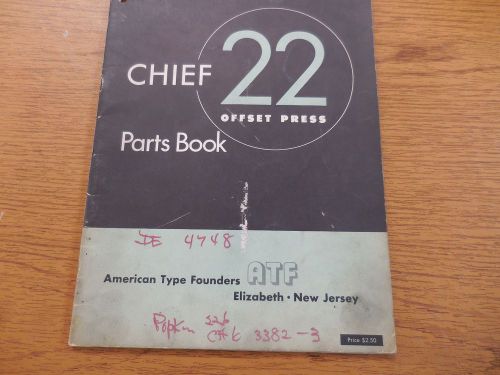 CHIEF 22
OFFSET PRESS
Parts Book
DE 4748
American Type Founders ATF
Elizabeth • New Jersey
Popkin
3382-3
Price $2.50